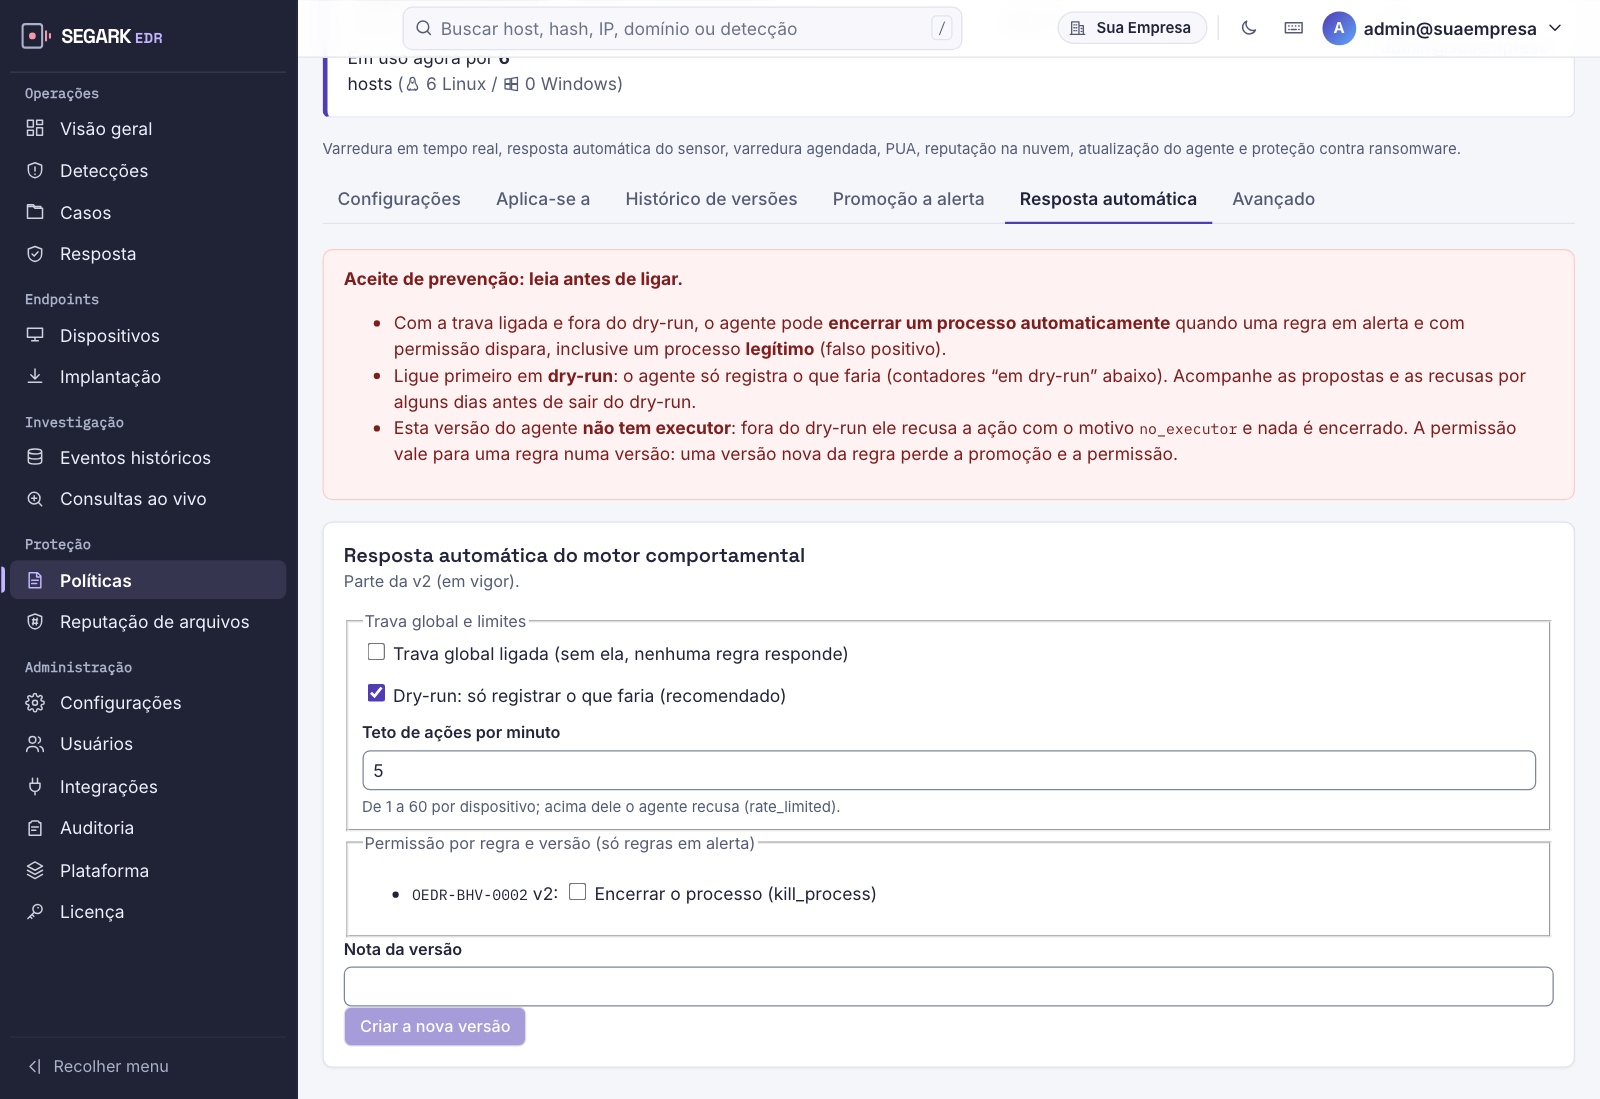 SEGARK EDR
Buscar host, hash, IP, domínio ou detecção
/
Sua Empresa
A
admin@suaempresa
Operações
Visão geral
Detecções
Casos
Resposta
Endpoints
Dispositivos
Implantação
Investigação
Eventos históricos
Consultas ao vivo
Proteção
Políticas
Reputação de arquivos
Administração
Configurações
Usuários
Integrações
Auditoria
Plataforma
Licença
Recolher menu
Em uso agora por 6
hosts (6 Linux / 0 Windows)
Varredura em tempo real, resposta automática do sensor, varredura agendada, PUA, reputação na nuvem, atualização do agente e proteção contra ransomware.
Configurações Aplica-se a Histórico de versões Promoção a alerta Resposta automática Avançado
Aceite de prevenção: leia antes de ligar.
• Com a trava ligada e fora do dry-run, o agente pode encerrar um processo automaticamente quando uma regra em alerta e com
permissão dispara, inclusive um processo legítimo (falso positivo).
• Ligue primeiro em dry-run: o agente só registra o que faria (contadores “em dry-run” abaixo). Acompanhe as propostas e as recusas por
alguns dias antes de sair do dry-run.
• Esta versão do agente não tem executor: fora do dry-run ele recusa a ação com o motivo no_executor e nada é encerrado. A permissão
vale para uma regra numa versão: uma versão nova da regra perde a promoção e a permissão.
Resposta automática do motor comportamental
Parte da v2 (em vigor).
Trava global e limites
Trava global ligada (sem ela, nenhuma regra responde)
Dry-run: só registrar o que faria (recomendado)
Teto de ações por minuto
5
De 1 a 60 por dispositivo; acima dele o agente recusa (rate_limited).
Permissão por regra e versão (só regras em alerta)
• OEDR-BHV-0002 v2: Encerrar o processo (kill_process)
Nota da versão
Criar a nova versão